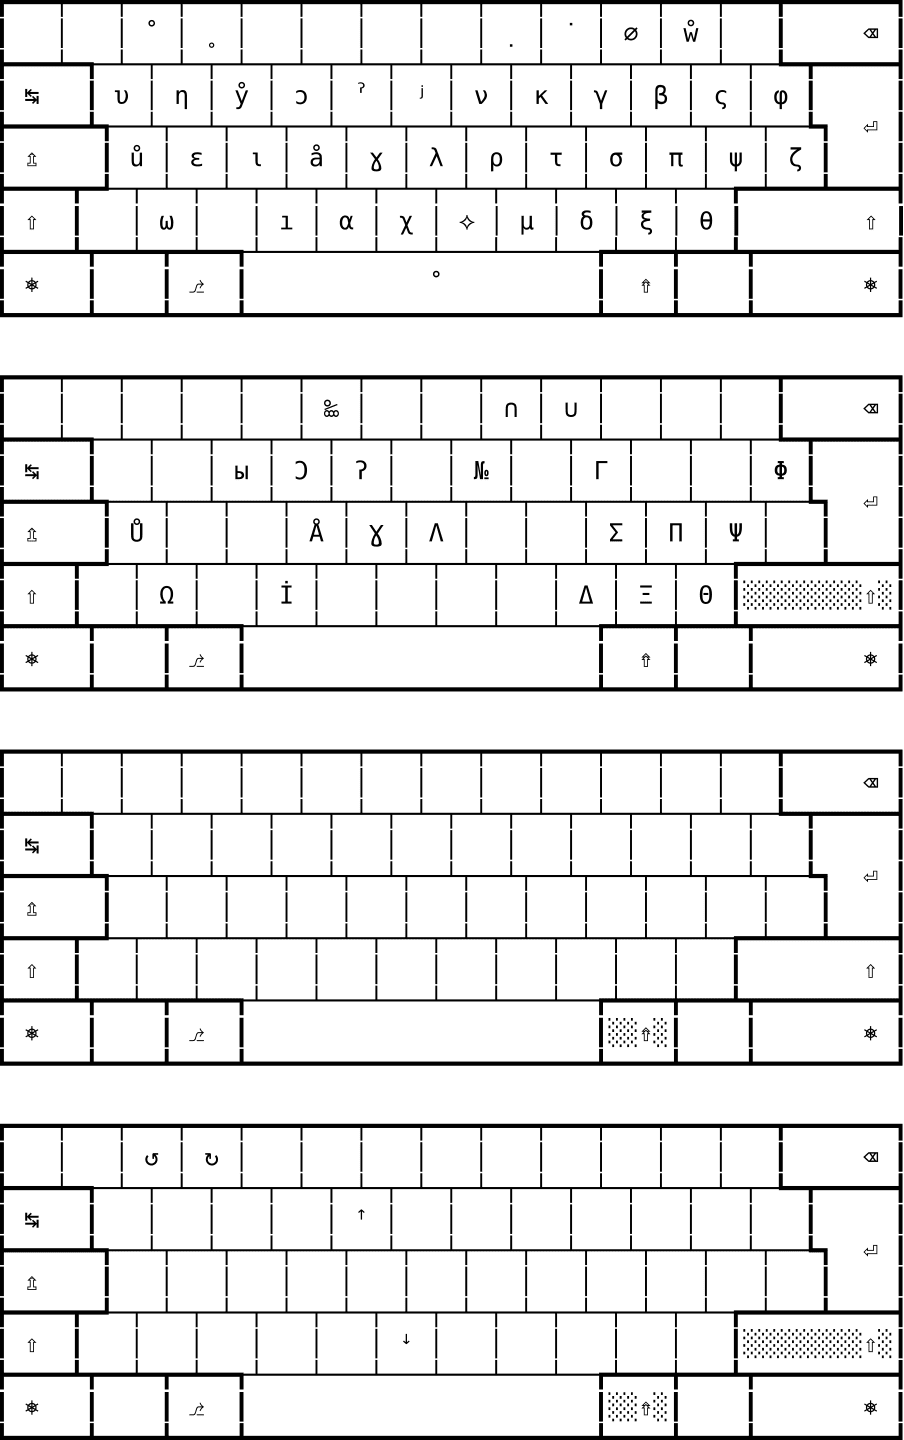 ° ˳ . ˙ ∅ ẘ ⌫
↹ υ η ẙ ɔ ˀ ʲ ν κ γ β ς φ
⏎
⇫ ů ε ι å ɣ λ ρ τ σ π ψ ζ
⇧ ω ı α χ ✧ μ δ ξ θ ⇧
⎈ ⎇ ° ⇮ ⎈
‱ ∩ ∪ ⌫
↹ ы Ɔ ʔ № Γ Φ
⏎
⇫ Ů Å Ɣ Λ Σ Π Ψ
⇧ Ω İ Δ Ξ Θ ⇧
⎈ ⎇ ⇮ ⎈
⌫
↹
⏎
⇫
⇧ ⇧
⎈ ⎇ ⇮ ⎈
↺ ↻ ⌫
↹ ↑
⏎
⇫
⇧ ↓ ⇧
⎈ ⎇ ⇮ ⎈